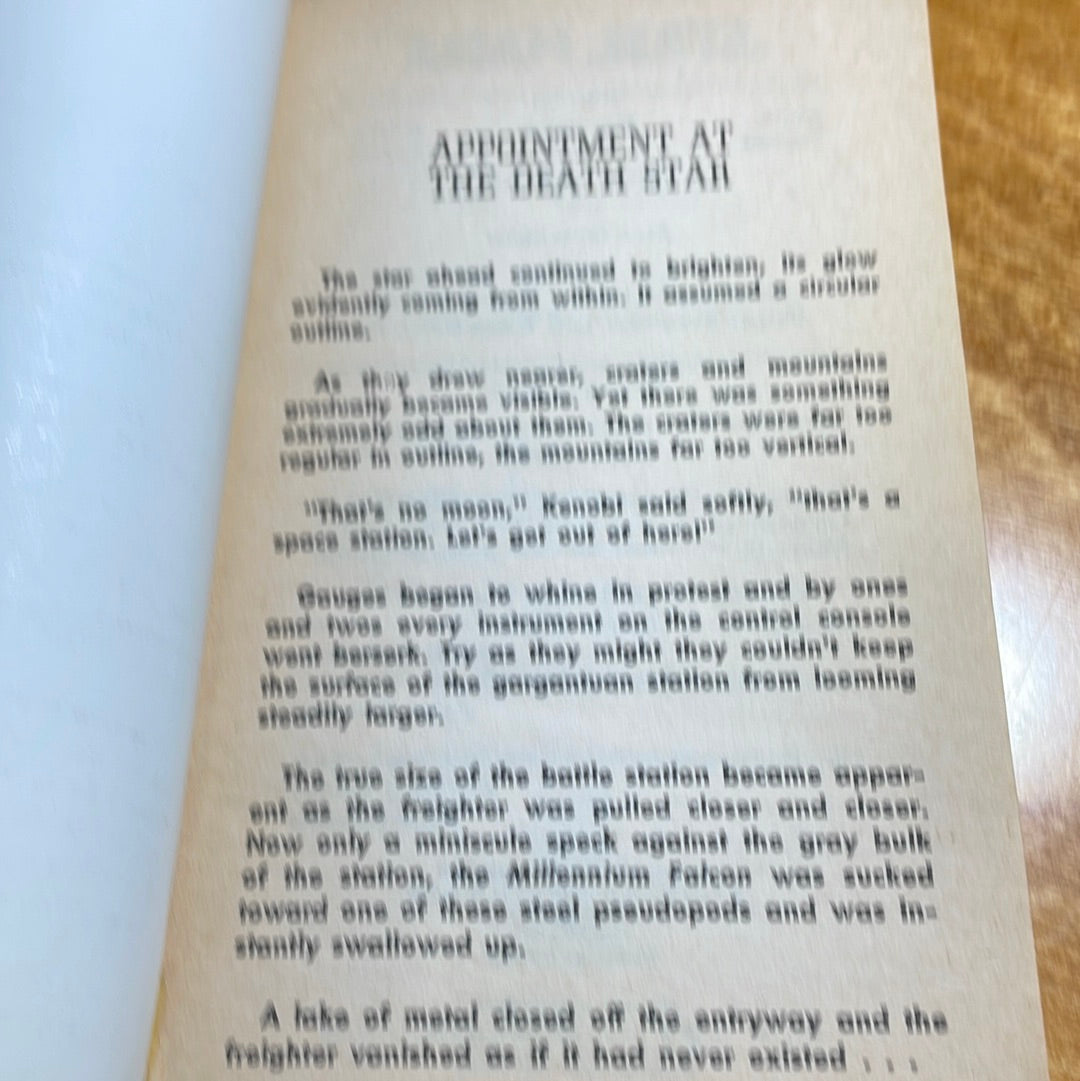 APPOINTMENT AT
THE DEATH STAR
The star ahead continued to brighten, its glow
evidently coming from within. It assumed a circular
outline.
As they drew nearer, craters and mountains
gradually became visible. Yet there was something
extremely odd about them. The craters were far too
regular in outline, the mountains far too vertical.
"That's no moon," Kenobi said softly, "that's a
space station. Let's get out of here!"
Gauges began to whine in protest and by ones
and twos every instrument on the control console
went berserk. Try as they might they couldn't keep
the surface of the gargantuan station from looming
steadily larger.
The true size of the battle station became appar-
ent as the freighter was pulled closer and closer.
Now only a miniscule speck against the gray bulk
of the station, the Millennium Falcon was sucked
toward one of these steel pseudopods and was in-
stantly swallowed up.
A lake of metal closed off the entryway and the
freighter vanished as if it had never existed . . .